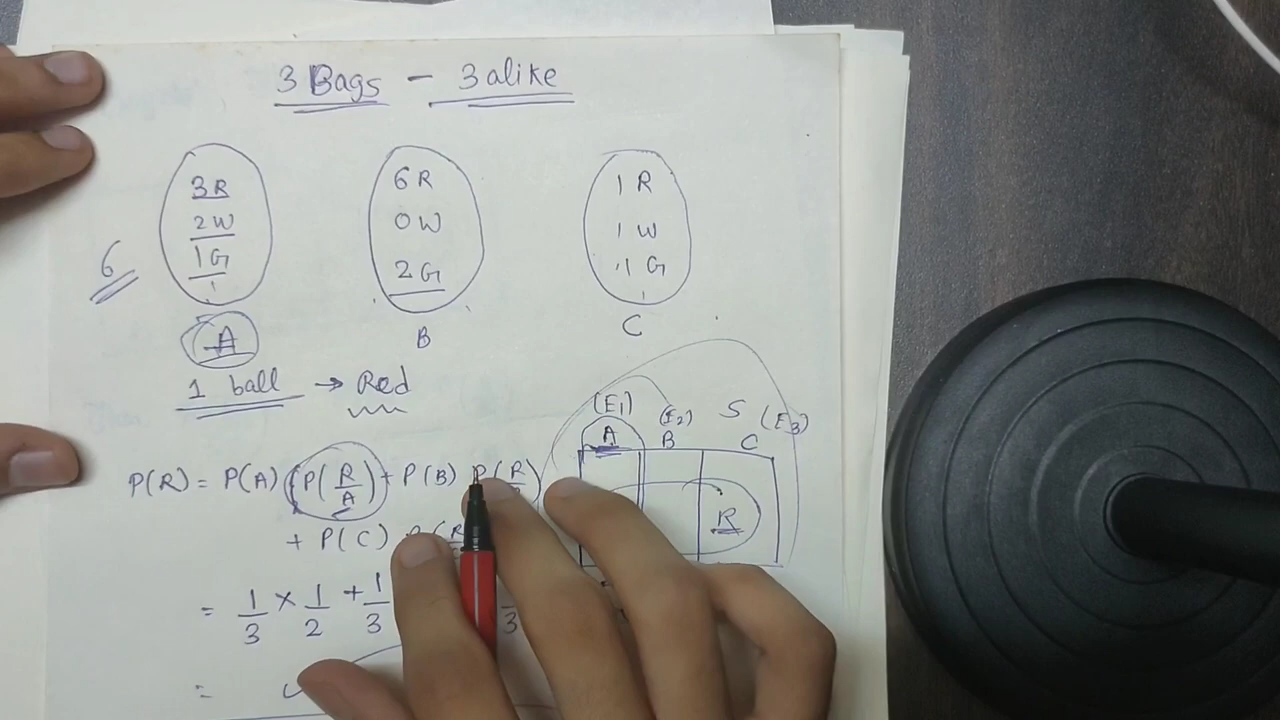 3 Bags - 3 alike
3R
2W
1G
6
A
6R
0W
2G
B
1R
1W
1G
C
1 ball → Red
P(R) = P(A) (P(R/A) + P(B) P(R/
+ P(C)
= 1/3 × 1/2 + 1/3
3
=
(E1) (E2) S (E3)
A B C
R